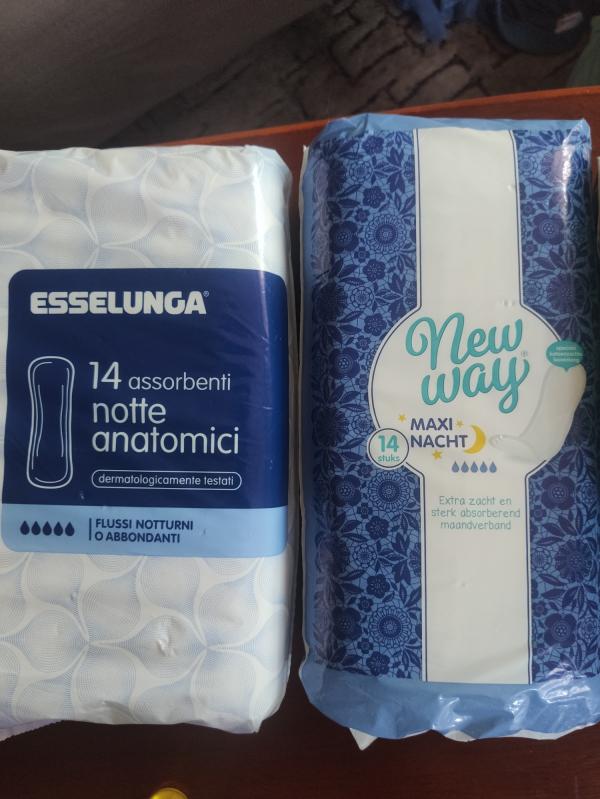 ESSELUNGA®
14 assorbenti
notte
anatomici
dermatologicamente testati
FLUSSI NOTTURNI
O ABBONDANTI
New
way®
MAXI
NACHT
14
stuks
Extra zacht en
sterk absorberend
maandverband